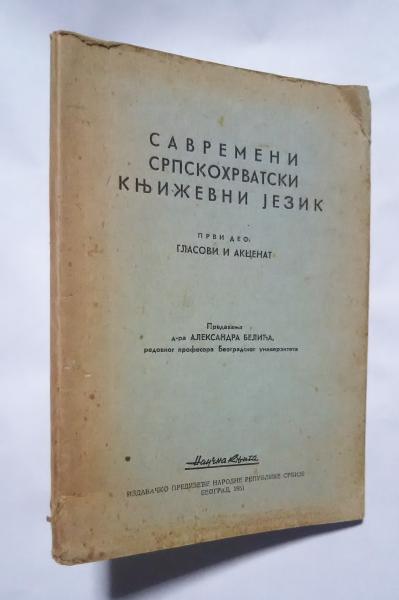 САВРЕМЕНИ
СРПСКОХРВАТСКИ
КЊИЖЕВНИ ЈЕЗИК
ПРВИ ДЕО:
ГЛАСОВИ И АКЦЕНАТ
Предавања
д-ра АЛЕКСАНДРА БЕЛИЋА,
редовног професора Београдског универзитета
Научна књига
ИЗДАВАЧКО ПРЕДУЗЕЋЕ НАРОДНЕ РЕПУБЛИКЕ СРБИЈЕ
БЕОГРАД, 1951